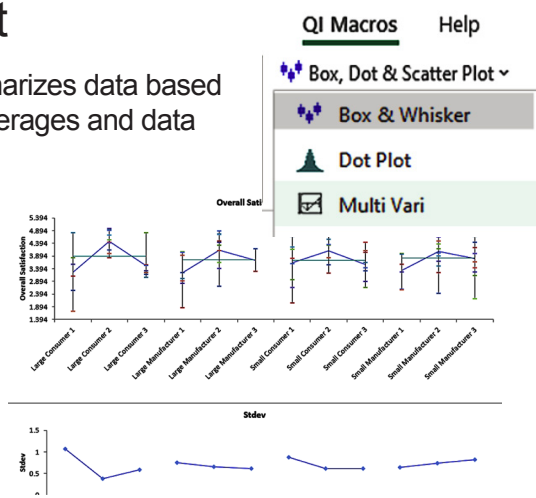 t
QI Macros Help
narizes data based
erages and data
Box, Dot & Scatter Plot
Box & Whisker
Dot Plot
Multi Vari
Overall Sati
Overall Satisfaction
5.394
4.894
4.394
3.894
3.394
2.894
2.394
1.894
1.394
Large Consumer 1
Large Consumer 2
Large Consumer 3
Large Manufacturer 1
Large Manufacturer 2
Large Manufacturer 3
Small Consumer 1
Small Consumer 2
Small Consumer 3
Small Manufacturer 1
Small Manufacturer 2
Small Manufacturer 3
Stdev
Stdev
1.5
1
0.5
0